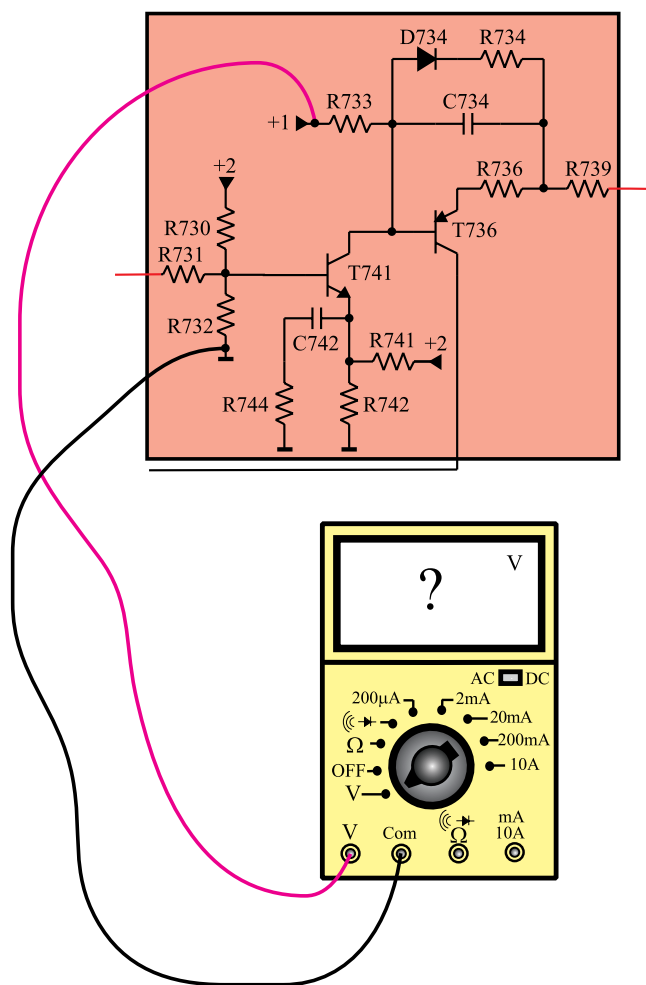 D734 R734
R733 C734
+1
+2
R736 R739
R730
T736
R731
T741
R732
C742 R741 +2
R744 R742
V
?
AC DC
200µA 2mA
20mA
Ω 200mA
OFF 10A
V
V Com Ω mA
10A